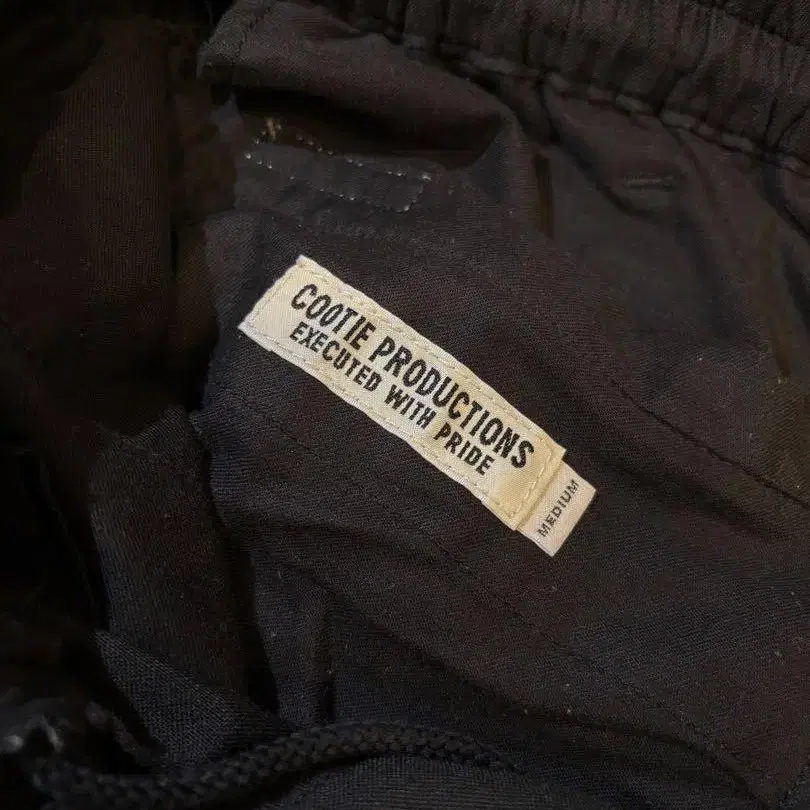 COOTIE PRODUCTIONS
EXECUTED WITH PRIDE
MEDIUM